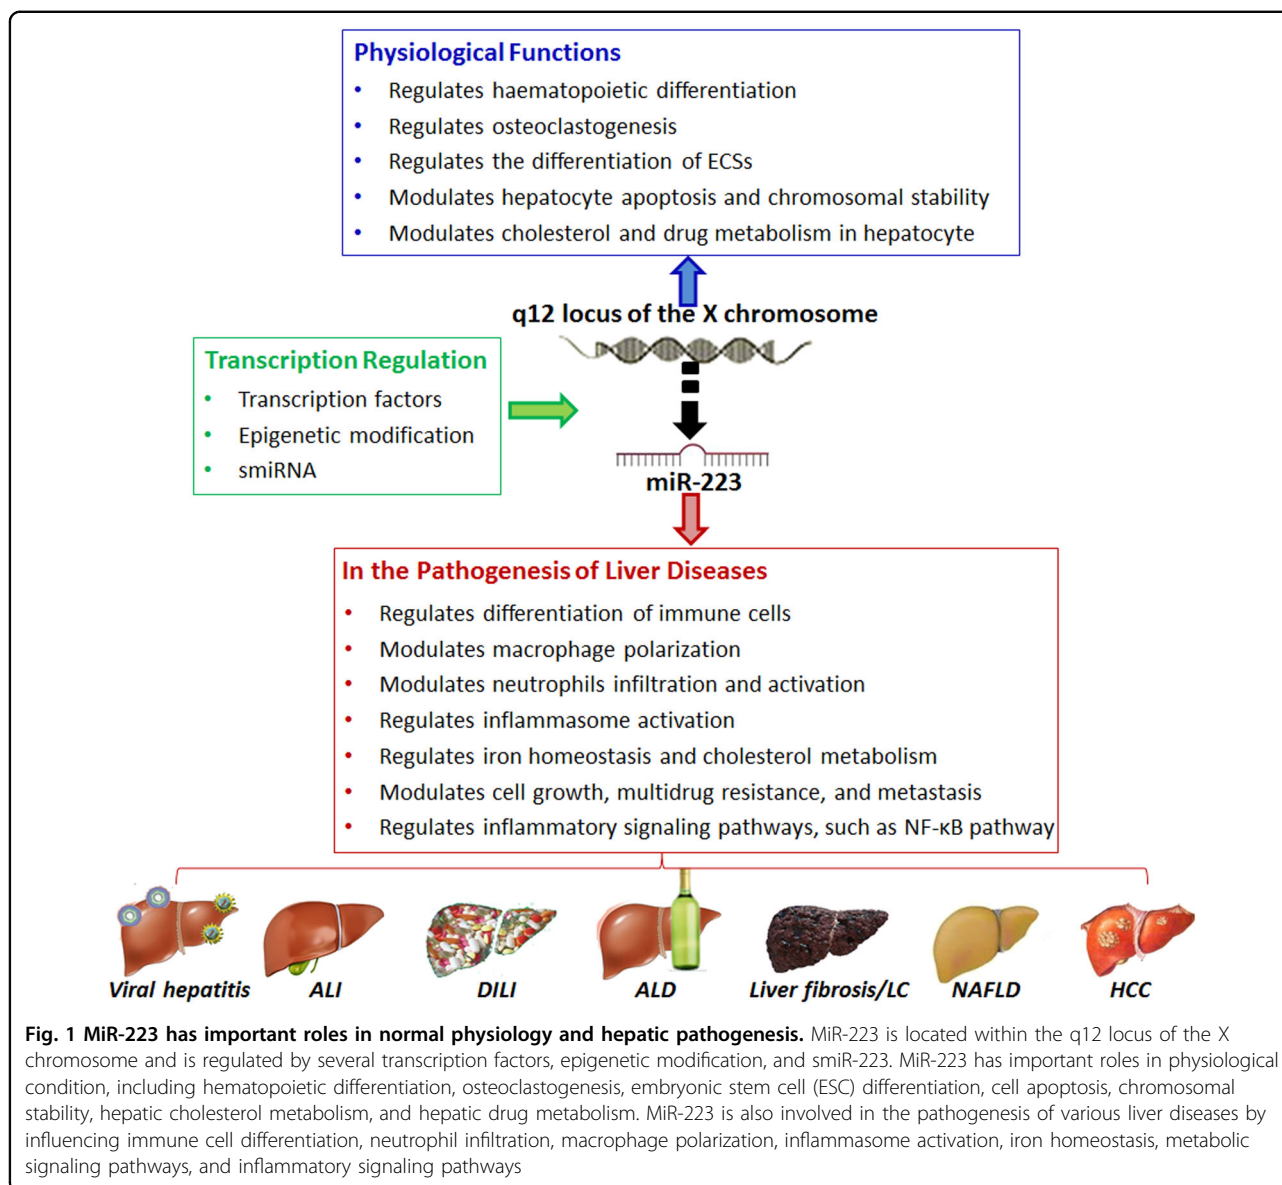 Physiological Functions
• Regulates haematopoietic differentiation
• Regulates osteoclastogenesis
• Regulates the differentiation of ECSs
• Modulates hepatocyte apoptosis and chromosomal stability
• Modulates cholesterol and drug metabolism in hepatocyte
q12 locus of the X chromosome
Transcription Regulation
• Transcription factors
• Epigenetic modification
• smiRNA
miR-223
In the Pathogenesis of Liver Diseases
• Regulates differentiation of immune cells
• Modulates macrophage polarization
• Modulates neutrophils infiltration and activation
• Regulates inflammasome activation
• Regulates iron homeostasis and cholesterol metabolism
• Modulates cell growth, multidrug resistance, and metastasis
• Regulates inflammatory signaling pathways, such as NF-κB pathway
Viral hepatitis ALI DILI ALD Liver fibrosis/LC NAFLD HCC
Fig. 1 MiR-223 has important roles in normal physiology and hepatic pathogenesis. MiR-223 is located within the q12 locus of the X
chromosome and is regulated by several transcription factors, epigenetic modification, and smiR-223. MiR-223 has important roles in physiological
condition, including hematopoietic differentiation, osteoclastogenesis, embryonic stem cell (ESC) differentiation, cell apoptosis, chromosomal
stability, hepatic cholesterol metabolism, and hepatic drug metabolism. MiR-223 is also involved in the pathogenesis of various liver diseases by
influencing immune cell differentiation, neutrophil infiltration, macrophage polarization, inflammasome activation, iron homeostasis, metabolic
signaling pathways, and inflammatory signaling pathways